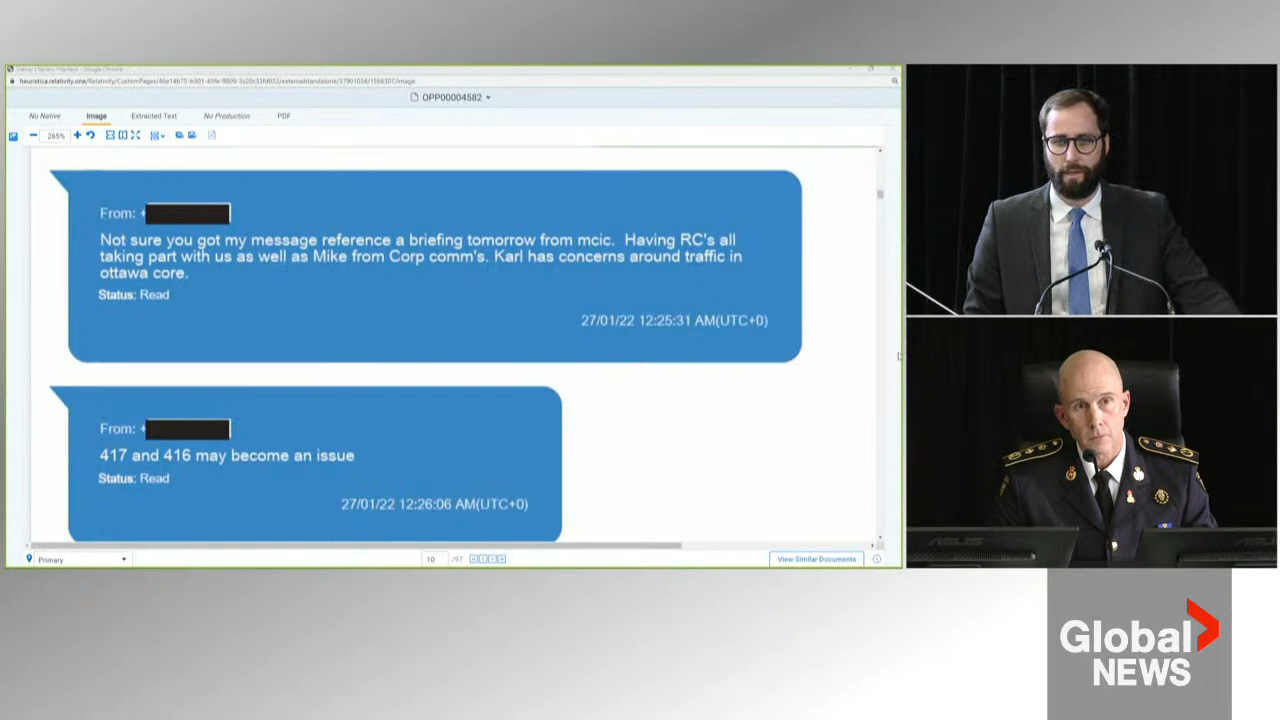 OPP00004582
No Native
Image
Extracted Text
No Production
PDF
265%
From: +
Not sure you got my message reference a briefing tomorrow from mcic. Having RC's all
taking part with us as well as Mike from Corp comm's. Karl has concerns around traffic in
ottawa core.
Status: Read
27/01/22 12:25:31 AM(UTC+0)
From: +
417 and 416 may become an issue
Status: Read
27/01/22 12:26:06 AM(UTC+0)
Primary
10
/97
View Similar Documents
ASUS
Global
NEWS